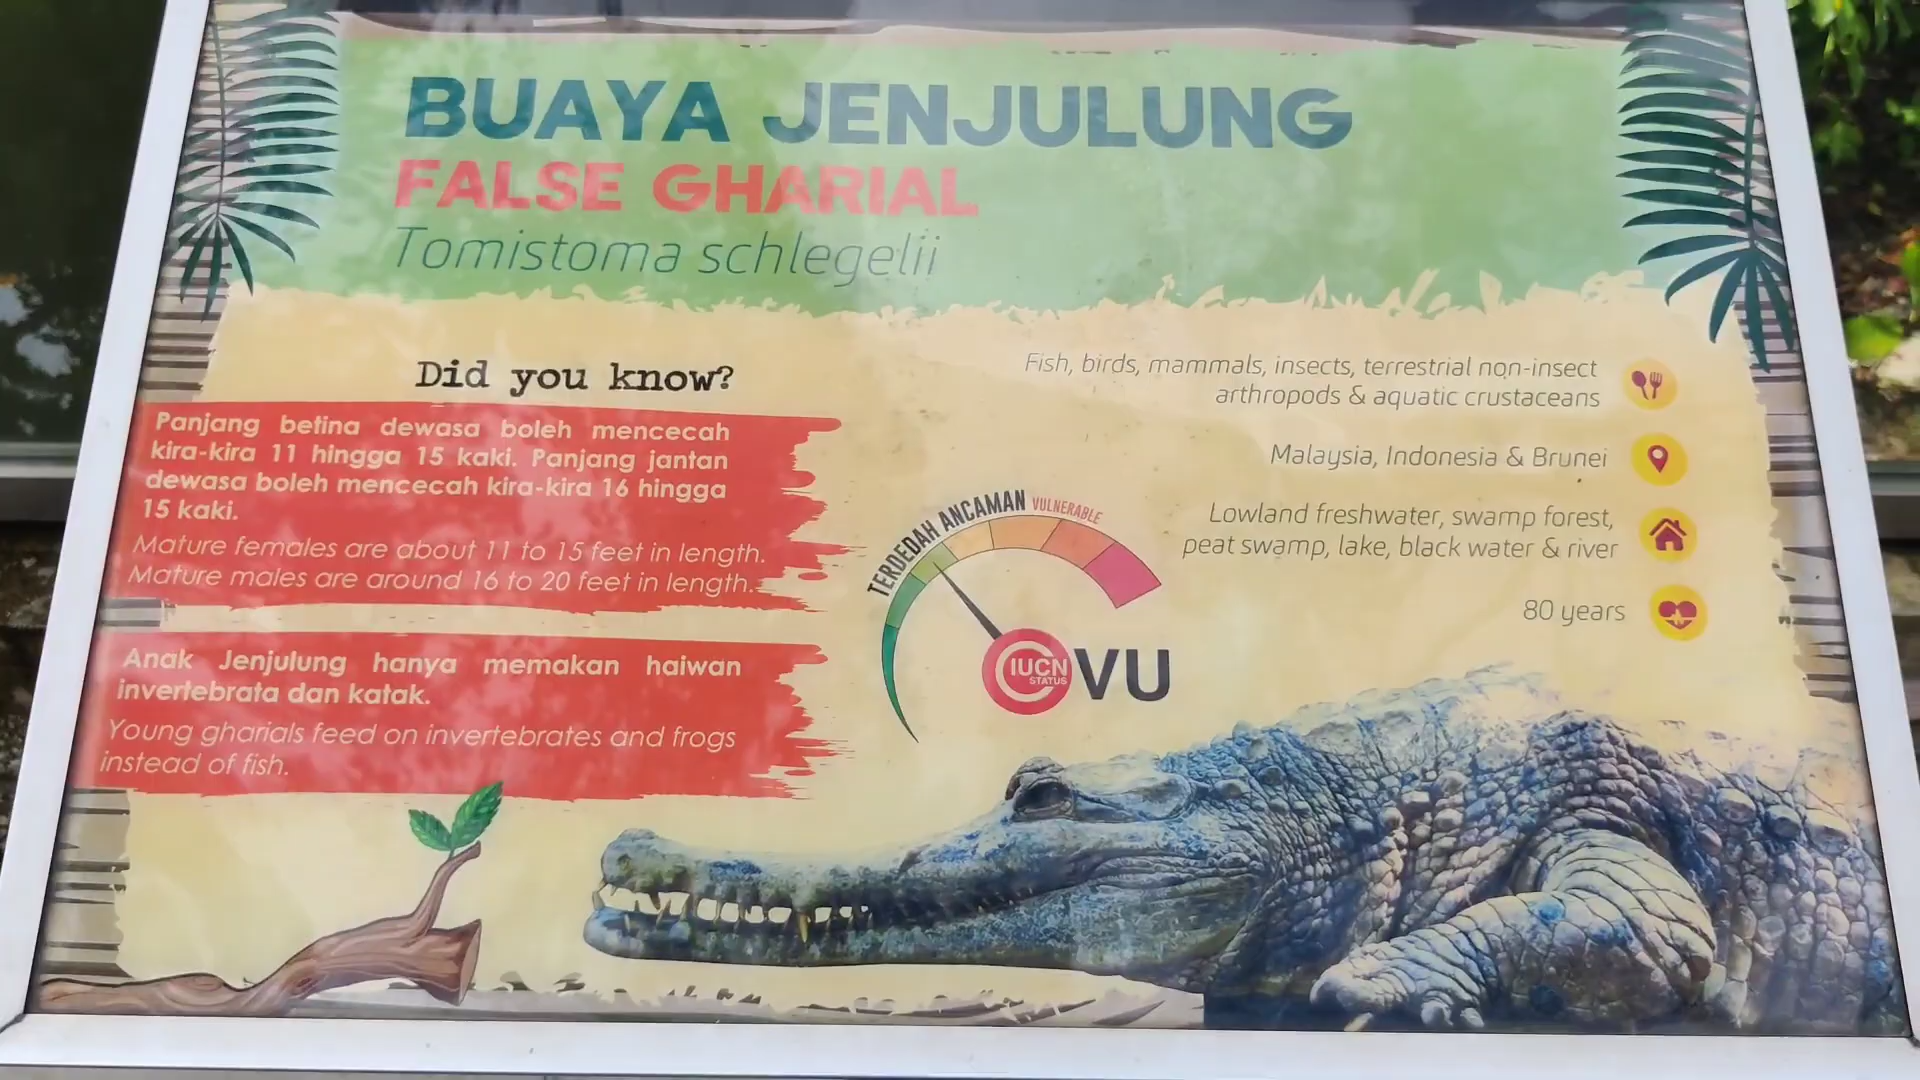 BUAYA JENJULUNG
FALSE GHARIAL
Tomistoma schlegelii
Did you know?
Panjang betina dewasa boleh mencecah
kira-kira 11 hingga 15 kaki. Panjang jantan
dewasa boleh mencecah kira-kira 16 hingga
15 kaki.
Mature females are about 11 to 15 feet in length.
Mature males are around 16 to 20 feet in length.
Anak Jenjulung hanya memakan haiwan
invertebrata dan katak.
Young gharials feed on invertebrates and frogs
instead of fish.
TERDEDAH ANCAMAN VULNERABLE
IUCN
STATUS
VU
Fish, birds, mammals, insects, terrestrial non-insect
arthropods & aquatic crustaceans
Malaysia, Indonesia & Brunei
Lowland freshwater, swamp forest,
peat swamp, lake, black water & river
80 years